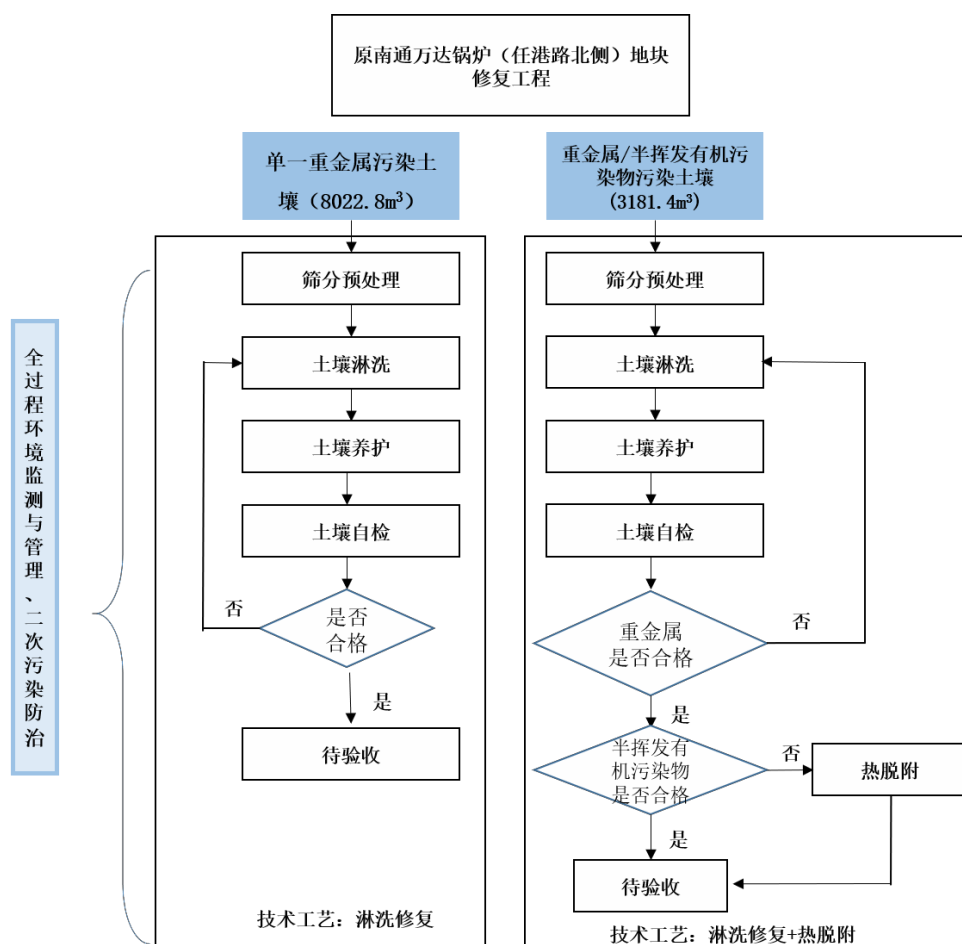 原南通万达锅炉（任港路北侧）地块
修复工程
单一重金属污染土
壤（8022.8m³）
重金属/半挥发有机污
染物污染土壤
(3181.4m³)
全过程环境监测与管理、二次污染防治
筛分预处理
土壤淋洗
土壤养护
土壤自检
是否
合格
否
是
待验收
技术工艺：淋洗修复
筛分预处理
土壤淋洗
土壤养护
土壤自检
重金属
是否合格
否
是
半挥发有
机污染物
是否合格
否
热脱附
是
待验收
技术工艺：淋洗修复+热脱附